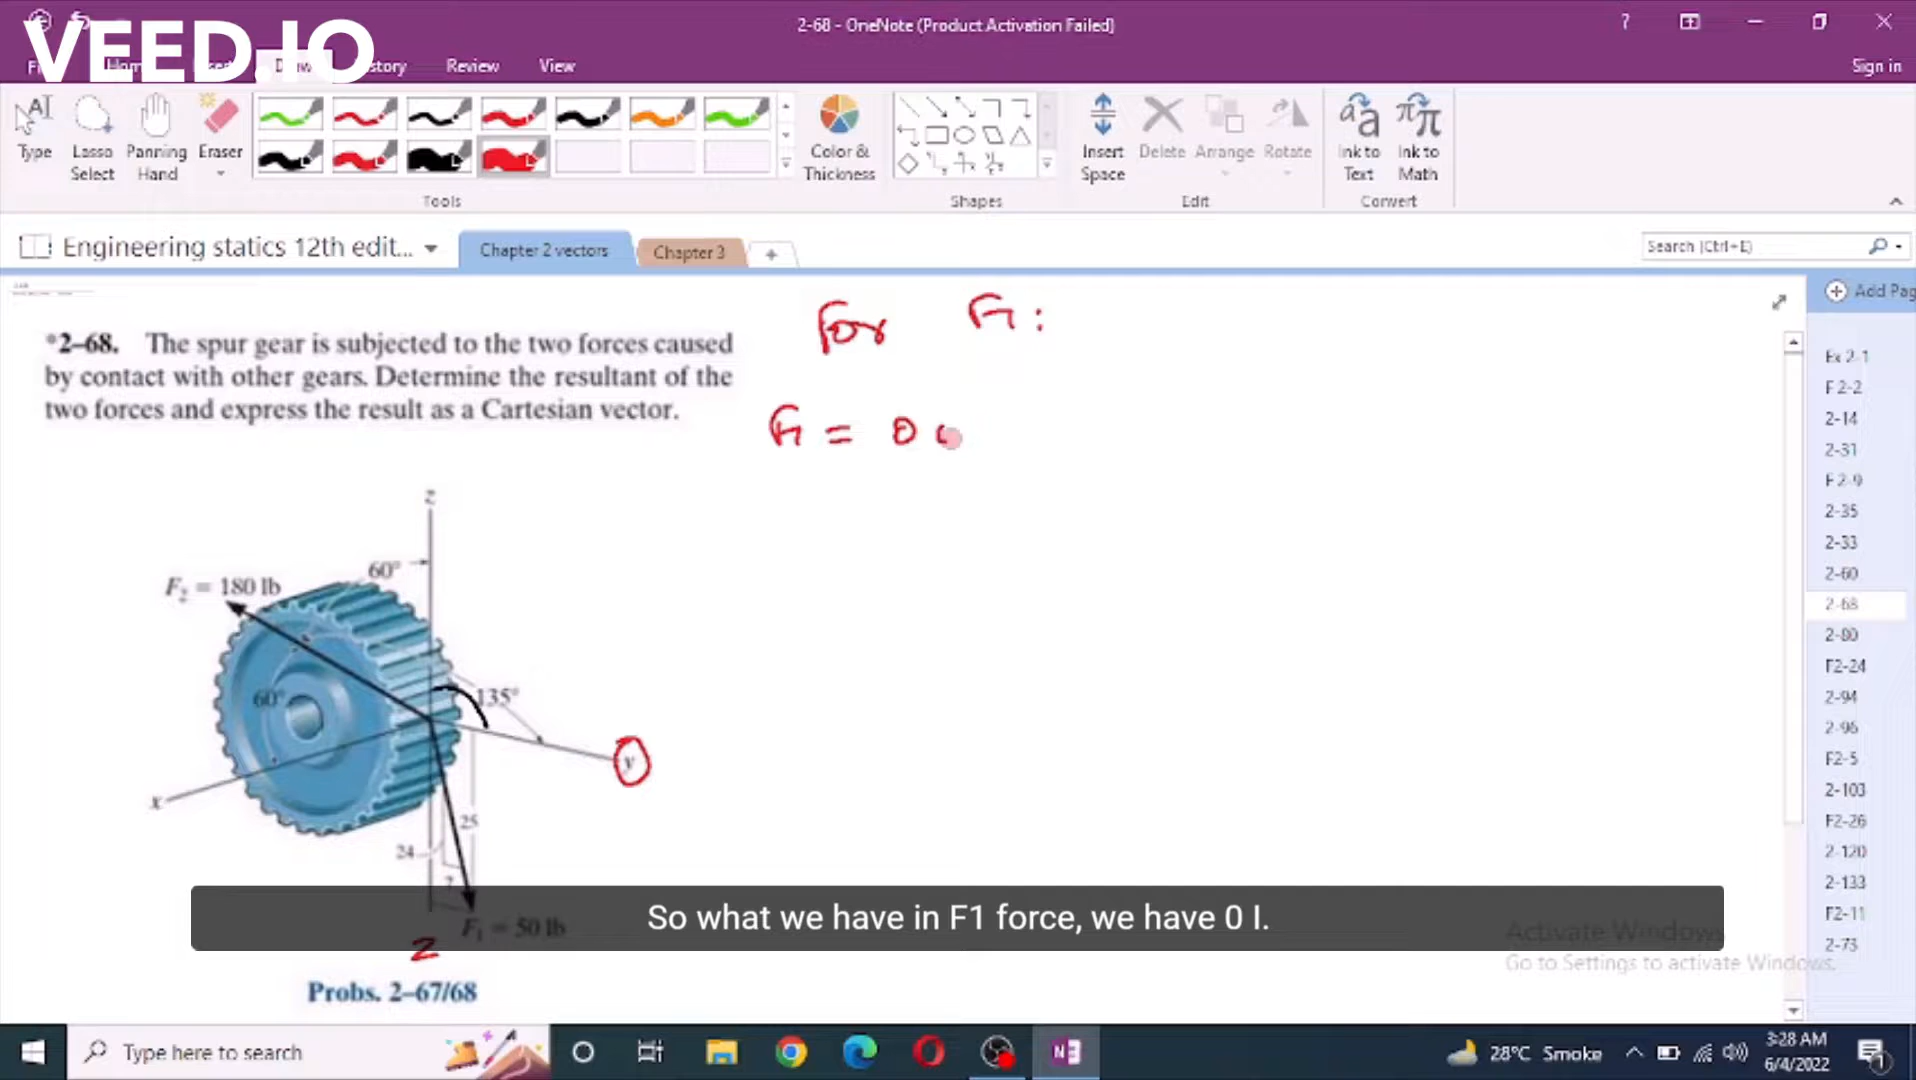 VEED.IO
2-68 - OneNote (Product Activation Failed)
?
Review
View
Sign in
Type
Lasso Select
Panning Hand
Eraser
Color & Thickness
Insert Space
Delete
Arrange
Rotate
Ink to Text
Ink to Math
Tools
Shapes
Edit
Convert
Engineering statics 12th edit...
Chapter 2 vectors
Chapter 3
Search (Ctrl+E)
Add Pag
*2–68. The spur gear is subjected to the two forces caused
by contact with other gears. Determine the resultant of the
two forces and express the result as a Cartesian vector.
For F1:
F1 = 0
z
60°
F2 = 180 lb
135°
60°
y
x
25
24
7
F1 = 50 lb
z
Probs. 2–67/68
So what we have in F1 force, we have 0 I.
Ex 2-1
F 2-2
2-14
2-31
F 2-9
2-35
2-33
2-60
2-68
2-80
F2-24
2-94
2-96
F2-5
2-103
F2-26
2-120
2-133
F2-11
2-73
Activate Windows
Go to Settings to activate Windows.
Type here to search
28°C Smoke
3:28 AM
6/4/2022
1